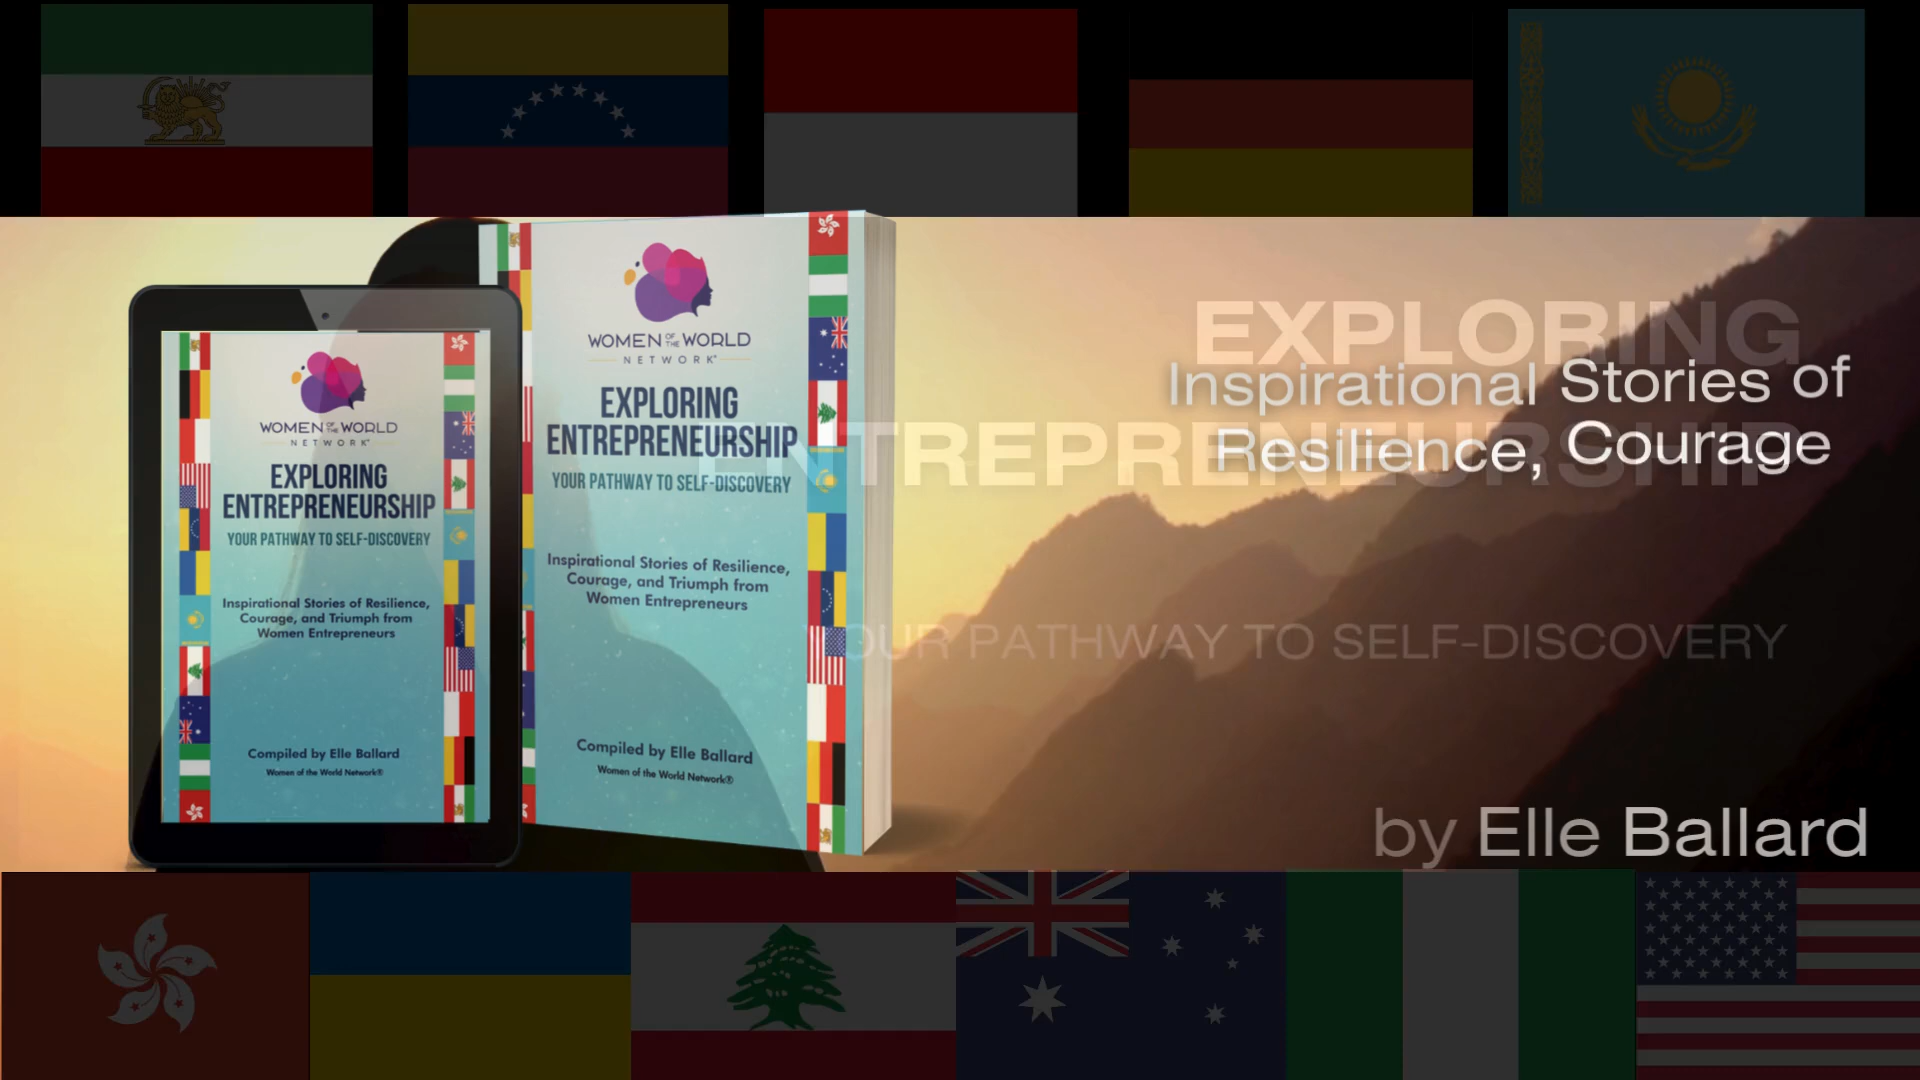 WOMEN OF THE WORLD
NETWORK®
EXPLORING
ENTREPRENEURSHIP
YOUR PATHWAY TO SELF-DISCOVERY
Inspirational Stories of Resilience,
Courage, and Triumph from
Women Entrepreneurs
Compiled by Elle Ballard
Women of the World Network®
WOMEN OF THE WORLD
NETWORK®
EXPLORING
ENTREPRENEURSHIP
YOUR PATHWAY TO SELF-DISCOVERY
Inspirational Stories of Resilience,
Courage, and Triumph from
Women Entrepreneurs
Compiled by Elle Ballard
Women of the World Network®
EXPLORING
Inspirational Stories of
ENTREPRENEURSHIP
Resilience, Courage
YOUR PATHWAY TO SELF-DISCOVERY
by Elle Ballard